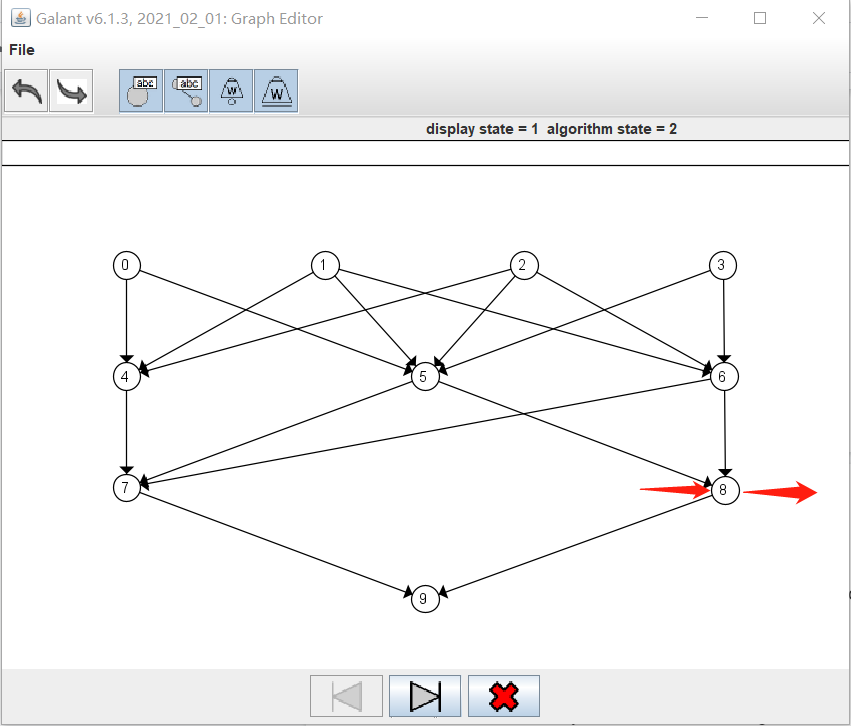 Galant v6.1.3, 2021_02_01: Graph Editor
File
abc abc W W
display state = 1 algorithm state = 2
0 1 2 3
4 5 6
7 8
9